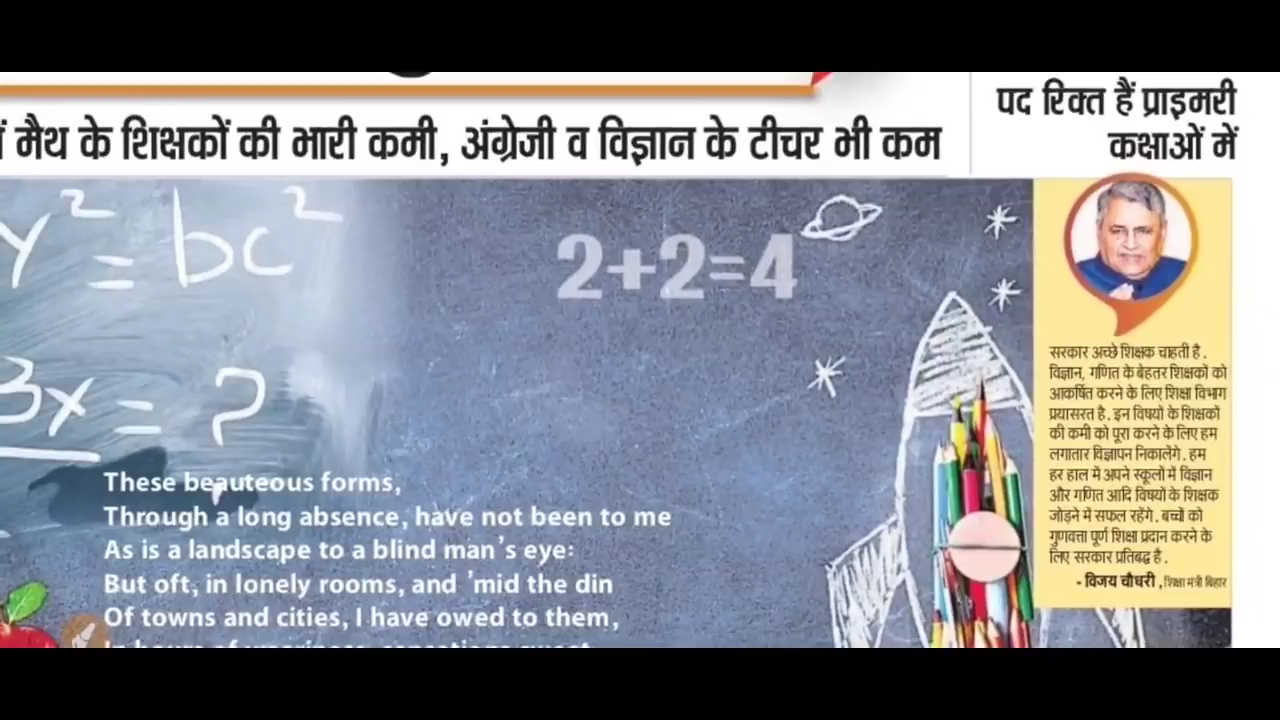 पद रिक्त हैं प्राइमरी
कक्षाओं में
मैथ के शिक्षकों की भारी कमी, अंग्रेजी व विज्ञान के टीचर भी कम
y² = bc²
2+2=4
3x = ?
These beauteous forms,
Through a long absence, have not been to me
As is a landscape to a blind man’s eye:
But oft, in lonely rooms, and ’mid the din
Of towns and cities, I have owed to them,
सरकार अच्छे शिक्षक चाहती है .
विज्ञान, गणित के बेहतर शिक्षकों को
आकर्षित करने के लिए शिक्षा विभाग
प्रयासरत है . इन विषयों के शिक्षकों
की कमी को पूरा करने के लिए हम
लगातार विज्ञापन निकालेंगे . हम
हर हाल में अपने स्कूलों में विज्ञान
और गणित आदि विषयों के शिक्षक
जोड़ने में सफल रहेंगे . बच्चों को
गुणवत्ता पूर्ण शिक्षा प्रदान करने के
लिए सरकार प्रतिबद्ध है .
- विजय चौधरी , शिक्षा मंत्री बिहार